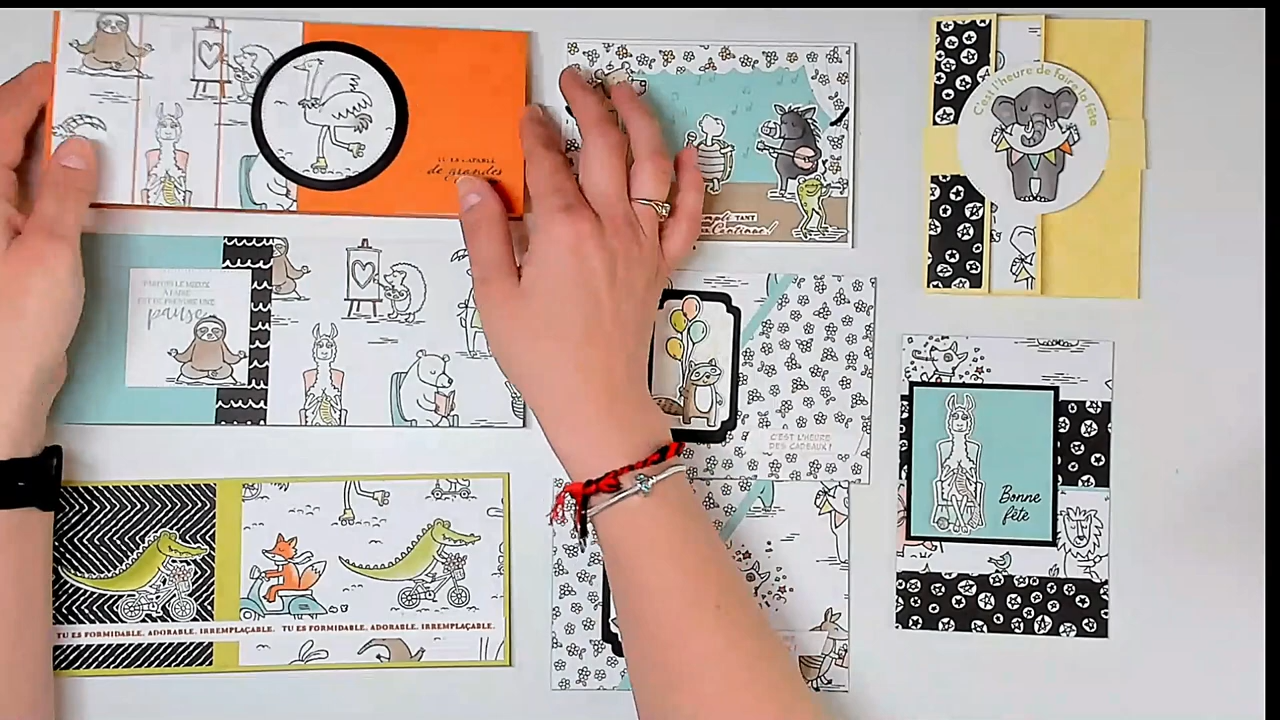 TU ES CAPABLE
de grandes
TANT
Continue!
C'est l'heure de faire la fête
PARFOIS LE MIEUX
À FAIRE
EST DE PRENDRE UNE
pause
C'EST L'HEURE
DES CADEAUX!
Bonne
fête
TU ES FORMIDABLE, ADORABLE, IRREMPLAÇABLE. TU ES FORMIDABLE, ADORABLE, IRREMPLAÇABLE.